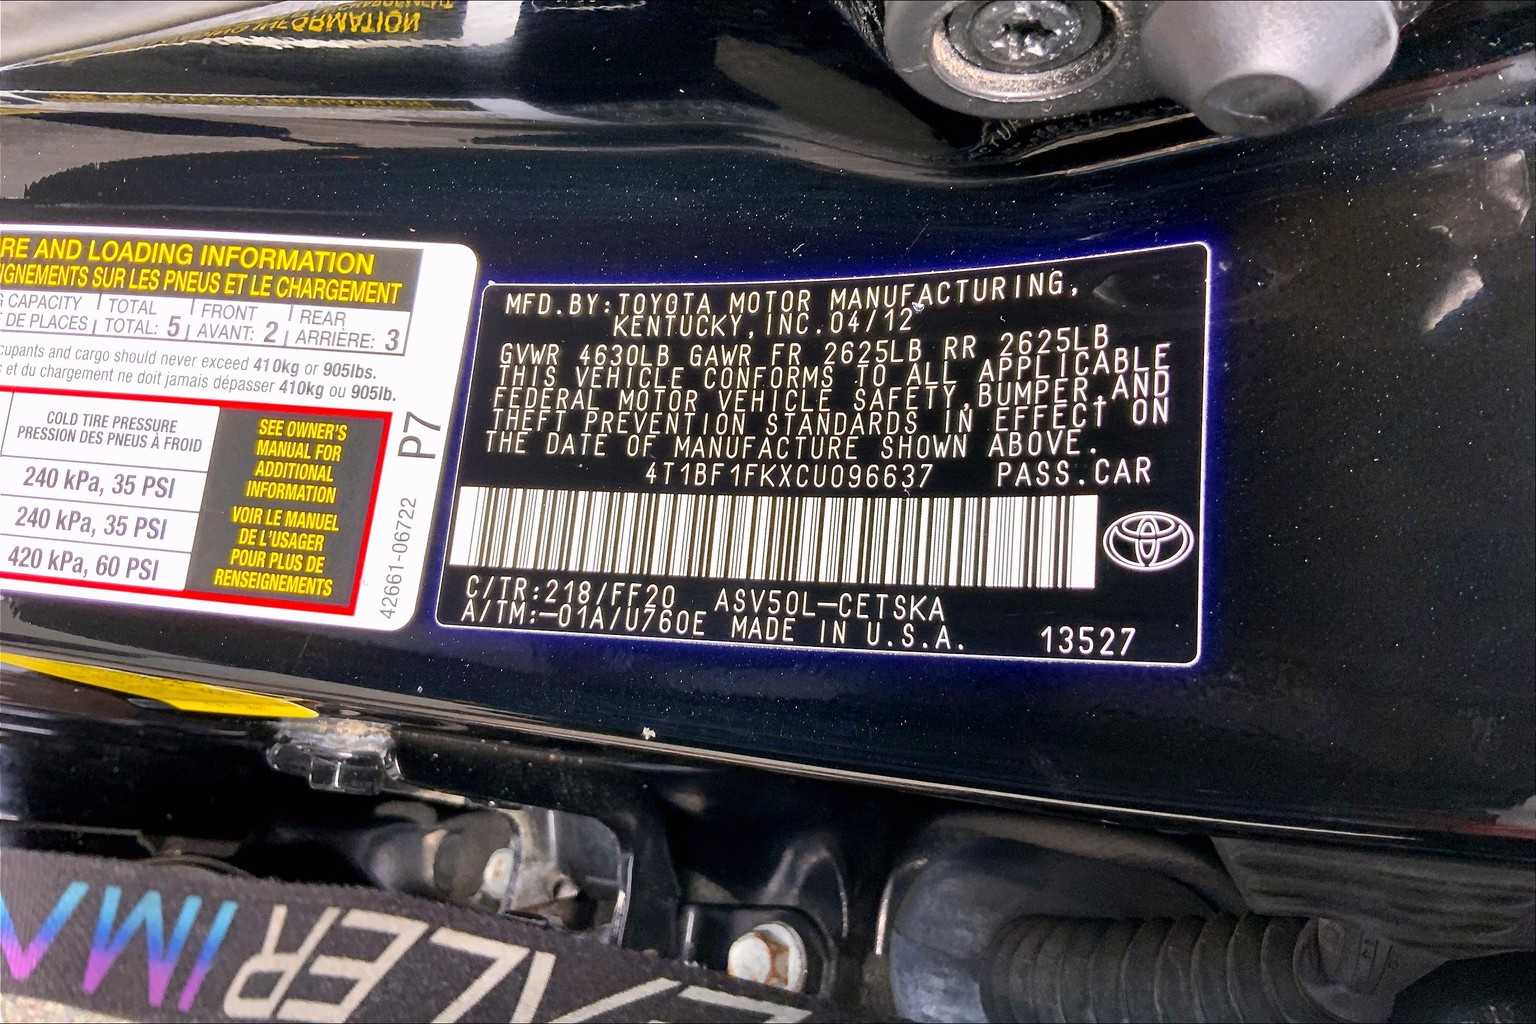 RE AND LOADING INFORMATION
IGNEMENTS SUR LES PNEUS ET LE CHARGEMENT
CAPACITY TOTAL FRONT REAR
DE PLACES TOTAL: 5 AVANT: 2 ARRIÈRE: 3
cupants and cargo should never exceed 410kg or 905lbs.
s et du chargement ne doit jamais dépasser 410kg ou 905lb.
COLD TIRE PRESSURE
PRESSION DES PNEUS À FROID
240 kPa, 35 PSI
240 kPa, 35 PSI
420 kPa, 60 PSI
SEE OWNER'S
MANUAL FOR
ADDITIONAL
INFORMATION
VOIR LE MANUEL
DE L'USAGER
POUR PLUS DE
RENSEIGNEMENTS
P7
42661-06722
MFD.BY:TOYOTA MOTOR MANUFACTURING,
KENTUCKY,INC.04/12
GVWR 4630LB GAWR FR 2625LB RR 2625LB
THIS VEHICLE CONFORMS TO ALL APPLICABLE
FEDERAL MOTOR VEHICLE SAFETY,BUMPER,AND
THEFT PREVENTION STANDARDS IN EFFECT ON
THE DATE OF MANUFACTURE SHOWN ABOVE.
4T1BF1FKXCU096637 PASS.CAR
C/TR:218/FF20 ASV50L-CETSKA
A/TM:-01A/U760E MADE IN U.S.A. 13527